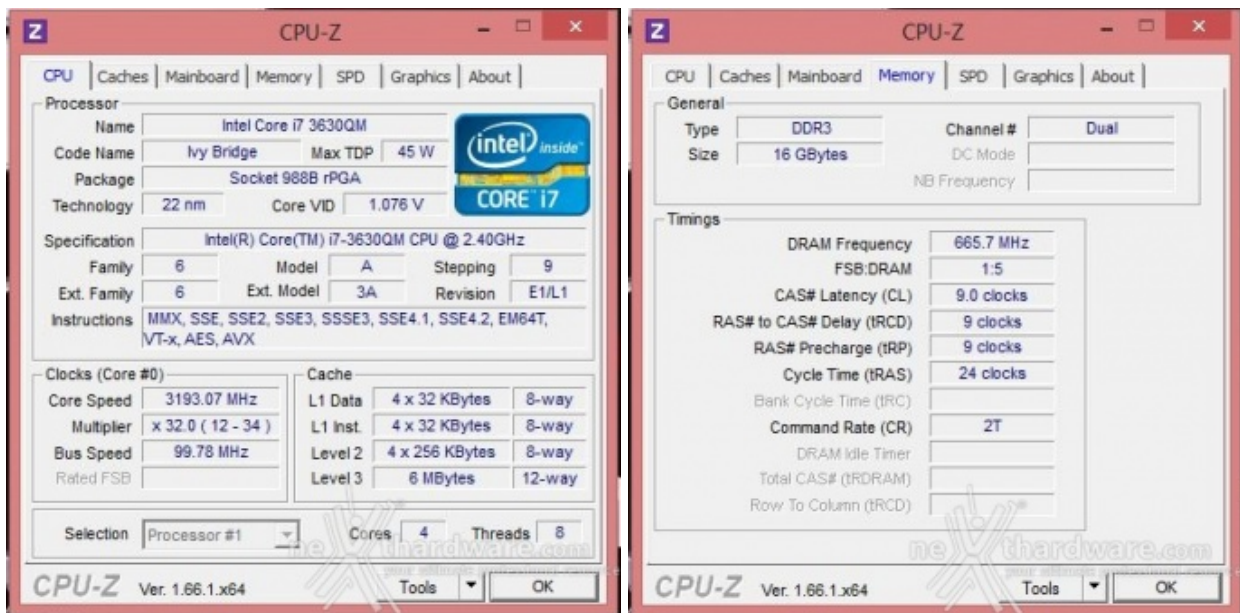 CPU-Z
CPU Caches Mainboard Memory SPD Graphics About
Processor
Name Intel Core i7 3630QM
Code Name Ivy Bridge Max TDP 45 W
Package Socket 988B rPGA
Technology 22 nm Core VID 1.076 V
intel inside
CORE i7
Specification Intel(R) Core(TM) i7-3630QM CPU @ 2.40GHz
Family 6 Model A Stepping 9
Ext. Family 6 Ext. Model 3A Revision E1/L1
Instructions MMX, SSE, SSE2, SSE3, SSSE3, SSE4.1, SSE4.2, EM64T,
VT-x, AES, AVX
Clocks (Core #0)
Core Speed 3193.07 MHz
Multiplier x 32.0 ( 12 - 34 )
Bus Speed 99.78 MHz
Rated FSB
Cache
L1 Data 4 x 32 KBytes 8-way
L1 Inst. 4 x 32 KBytes 8-way
Level 2 4 x 256 KBytes 8-way
Level 3 6 MBytes 12-way
Selection Processor #1 Cores 4 Threads 8
CPU-Z Ver. 1.66.1.x64 Tools OK
CPU-Z
CPU Caches Mainboard Memory SPD Graphics About
General
Type DDR3 Channel # Dual
Size 16 GBytes DC Mode
NB Frequency
Timings
DRAM Frequency 665.7 MHz
FSB:DRAM 1:5
CAS# Latency (CL) 9.0 clocks
RAS# to CAS# Delay (tRCD) 9 clocks
RAS# Precharge (tRP) 9 clocks
Cycle Time (tRAS) 24 clocks
Bank Cycle Time (tRC)
Command Rate (CR) 2T
DRAM Idle Timer
Total CAS# (tRDRAM)
Row To Column (tRCD)
nexthardware.com
CPU-Z Ver. 1.66.1.x64 Tools OK